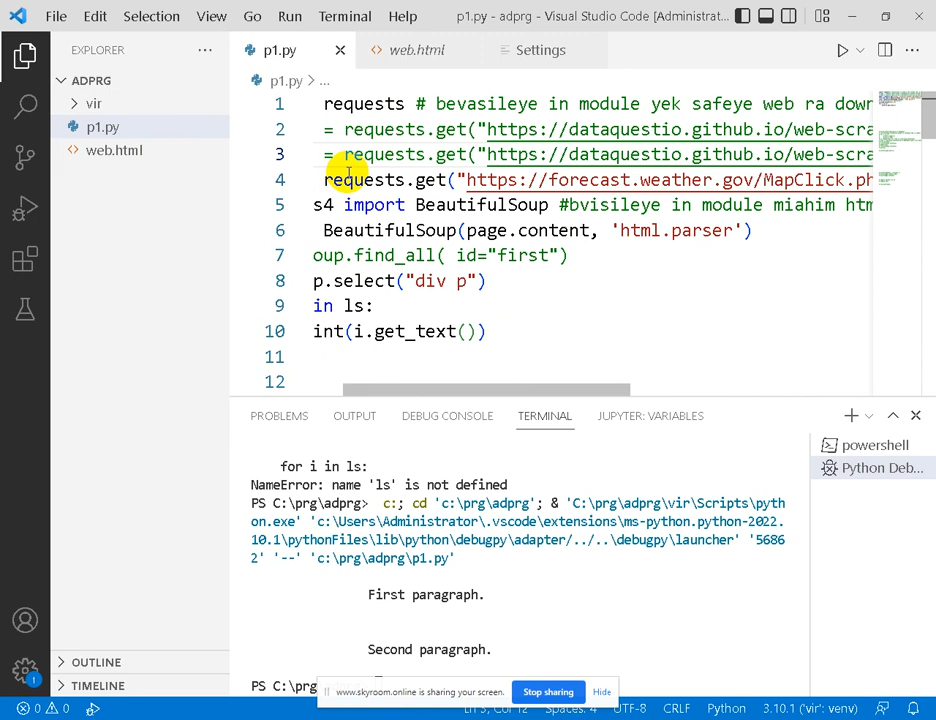 File Edit Selection View Go Run Terminal Help p1.py - adprg - Visual Studio Code [Administrat...
EXPLORER
p1.py
web.html
Settings
ADPRG
vir
p1.py
web.html
p1.py > ...
1 requests # bevasileye in module yek safeye web ra down
2 = requests.get("https://dataquestio.github.io/web-scra
3 = requests.get("https://dataquestio.github.io/web-scra
4 requests.get("https://forecast.weather.gov/MapClick.ph
5 s4 import BeautifulSoup #bvisileye in module miahim htm
6 BeautifulSoup(page.content, 'html.parser')
7 oup.find_all( id="first")
8 p.select("div p")
9 in ls:
10 int(i.get_text())
11
12
PROBLEMS OUTPUT DEBUG CONSOLE TERMINAL JUPYTER: VARIABLES
powershell
Python Deb...
for i in ls:
NameError: name 'ls' is not defined
PS C:\prg\adprg> c:; cd 'c:\prg\adprg'; & 'C:\prg\adprg\vir\Scripts\pyth
on.exe' 'c:\Users\Administrator\.vscode\extensions\ms-python.python-2022.
10.1\pythonFiles\lib\python\debugpy\adapter/../..\debugpy\launcher' '5686
2' '--' 'c:\prg\adprg\p1.py'
First paragraph.
Second paragraph.
PS C:\prg
OUTLINE
TIMELINE
www.skyroom.online is sharing your screen. Stop sharing Hide
1
0 0 Spaces: 4 UTF-8 CRLF Python 3.10.1 ('vir': venv)